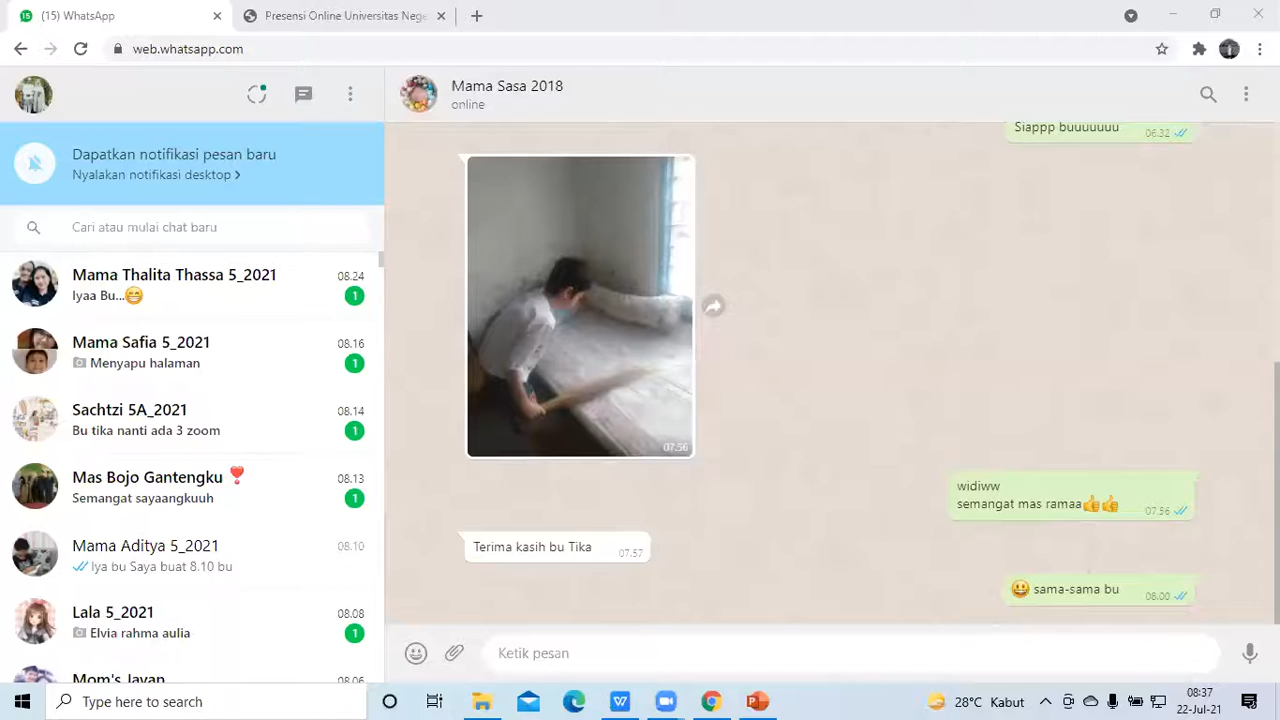 (15) WhatsApp
Presensi Online Universitas Nege
web.whatsapp.com
Mama Sasa 2018
online
Dapatkan notifikasi pesan baru
Nyalakan notifikasi desktop >
Cari atau mulai chat baru
Mama Thalita Thassa 5_2021 08.24
Iyaa Bu...😁 1
Mama Safia 5_2021 08.16
Menyapu halaman 1
Sachtzi 5A_2021 08.14
Bu tika nanti ada 3 zoom 1
Mas Bojo Gantengku❣ 08.13
Semangat sayaangkuuh 1
Mama Aditya 5_2021 08.10
Iya bu Saya buat 8.10 bu
Lala 5_2021 08.08
Elvia rahma aulia 1
Mom's Javan 08.06
Siappp buuuuuuu 06.32
07.56
widiww
semangat mas ramaa👍👍 07.56
Terima kasih bu Tika 07.57
😃 sama-sama bu 08.00
Ketik pesan
Type here to search
28°C Kabut
08:37
22-Jul-21